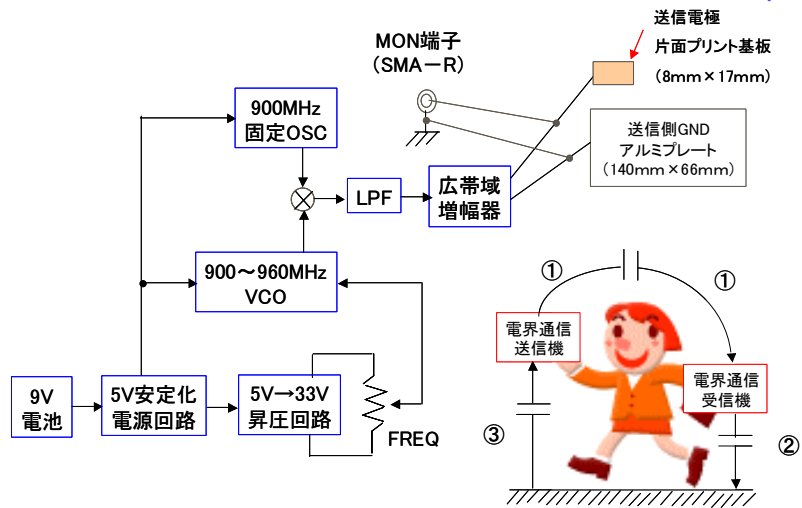 送信電極
片面プリント基板
（8mm×17mm）
MON端子
（SMA－R）
900MHz
固定OSC
送信側GND
アルミプレート
（140mm×66mm）
LPF
広帯域
増幅器
900～960MHz
VCO
①
①
電界通信
送信機
電界通信
受信機
9V
電池
5V安定化
電源回路
5V→33V
昇圧回路
FREQ
③
②